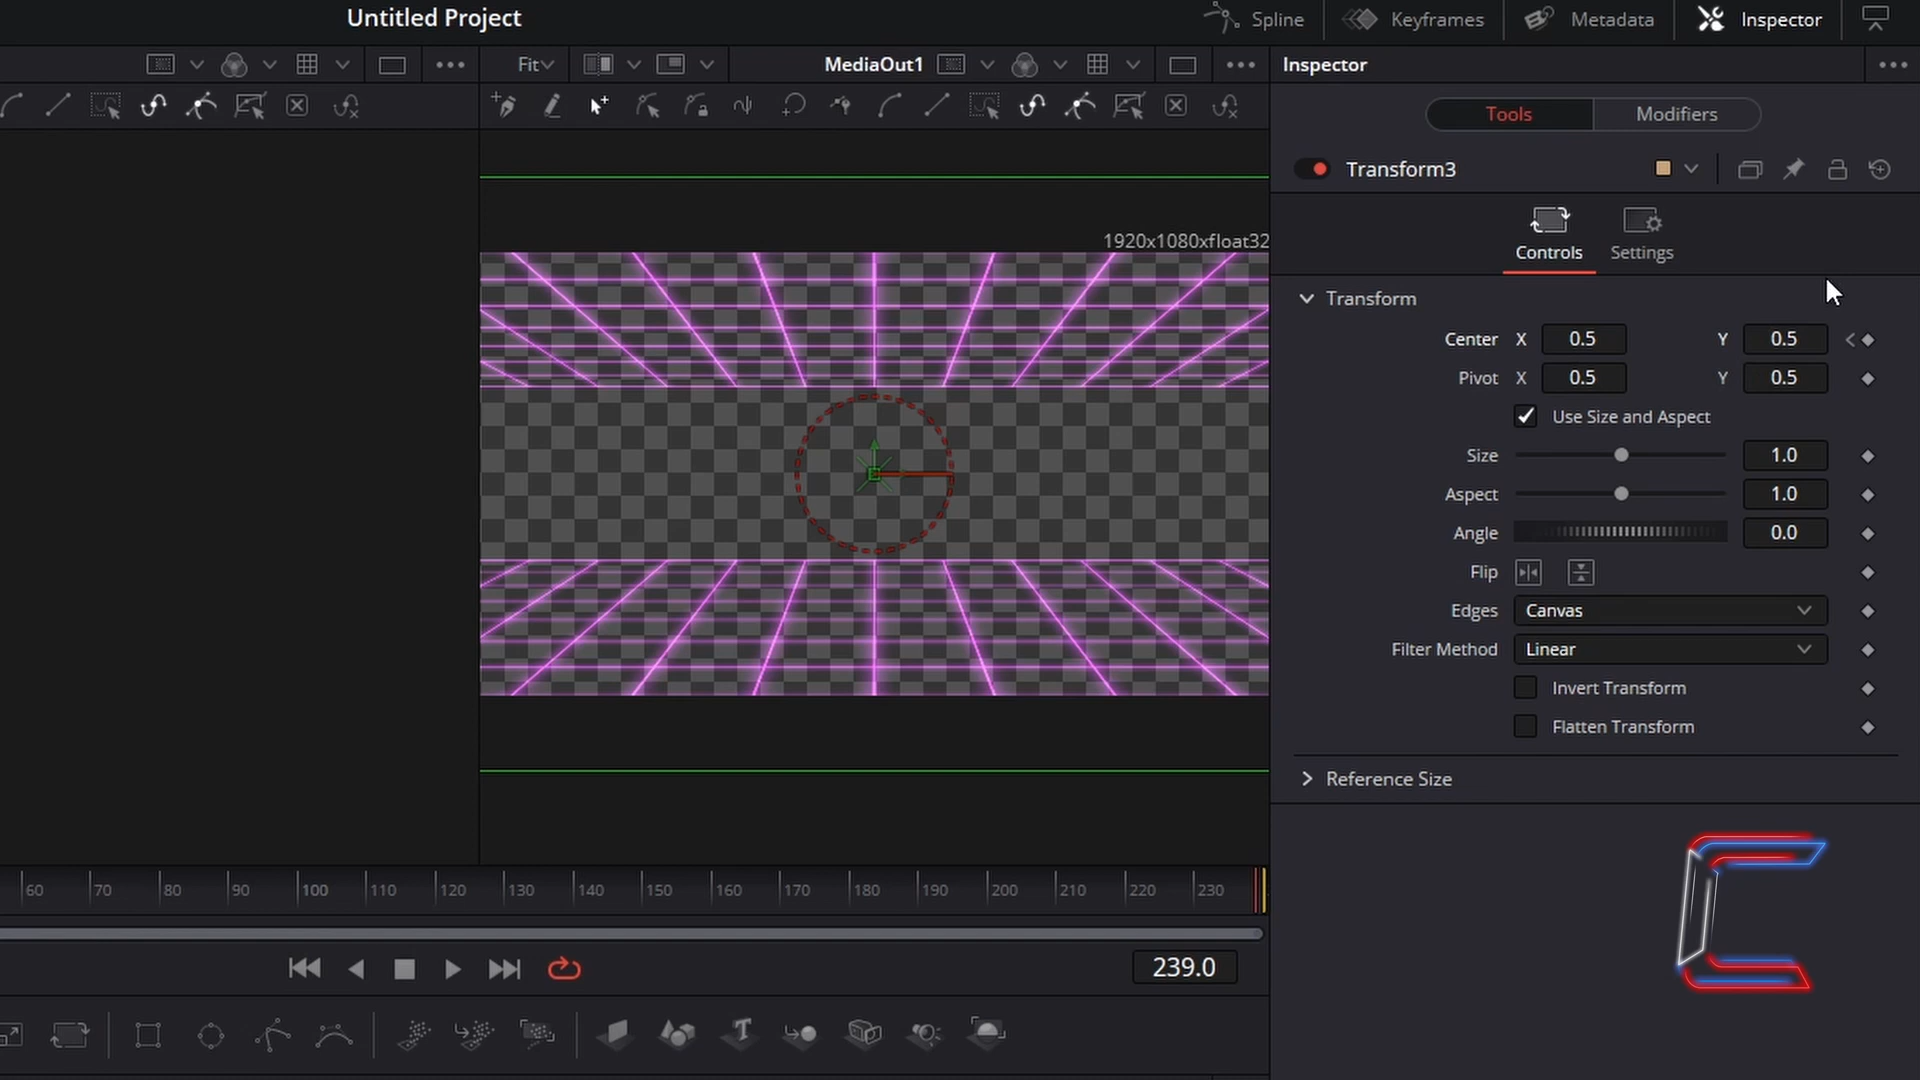 Untitled Project
Spline
Keyframes
Metadata
Inspector
Fit
MediaOut1
Inspector
Tools
Modifiers
Transform3
Controls
Settings
1920x1080xfloat32
Transform
Center X 0.5 Y 0.5
Pivot X 0.5 Y 0.5
Use Size and Aspect
Size 1.0
Aspect 1.0
Angle 0.0
Flip
Edges Canvas
Filter Method Linear
Invert Transform
Flatten Transform
Reference Size
60 70 80 90 100 110 120 130 140 150 160 170 180 190 200 210 220 230
239.0